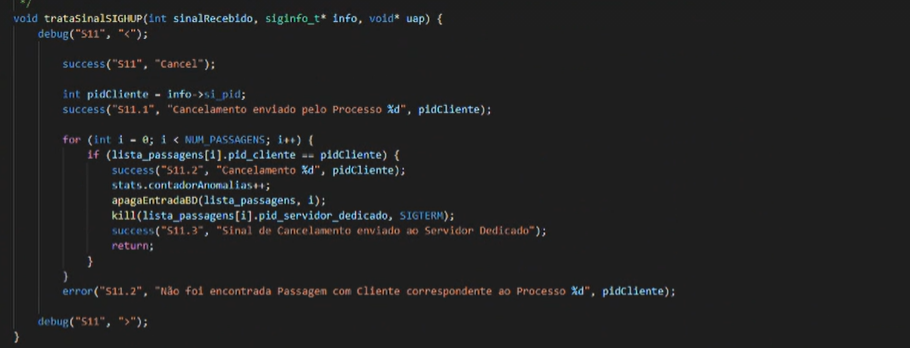 */
void trataSinalSIGHUP(int sinalRecebido, siginfo_t* info, void* uap) {
debug("S11", "<");
success("S11", "Cancel");
int pidCliente = info->si_pid;
success("S11.1", "Cancelamento enviado pelo Processo %d", pidCliente);
for (int i = 0; i < NUM_PASSAGENS; i++) {
if (lista_passagens[i].pid_cliente == pidCliente) {
success("S11.2", "Cancelamento %d", pidCliente);
stats.contadorAnomalias++;
apagaEntradaBD(lista_passagens, i);
kill(lista_passagens[i].pid_servidor_dedicado, SIGTERM);
success("S11.3", "Sinal de Cancelamento enviado ao Servidor Dedicado");
return;
}
}
error("S11.2", "Não foi encontrada Passagem com Cliente correspondente ao Processo %d", pidCliente);
debug("S11", ">");
}